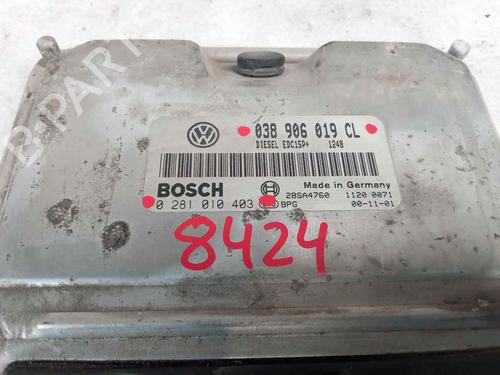 VW
038 906 019 CL
DIESEL EDC15P+ 1248
BOSCH
Made in Germany
28SA4760 1120 0071
0 281 010 403 BPG 00-11-01
8424